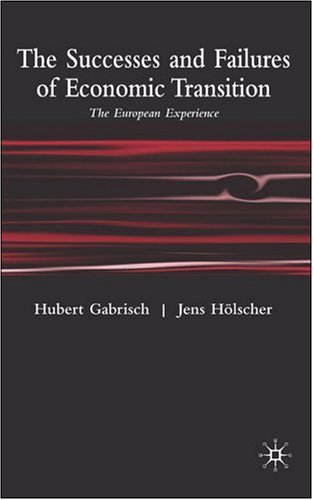 The Successes and Failures
of Economic Transition
The European Experience
Hubert Gabrisch | Jens Hölscher